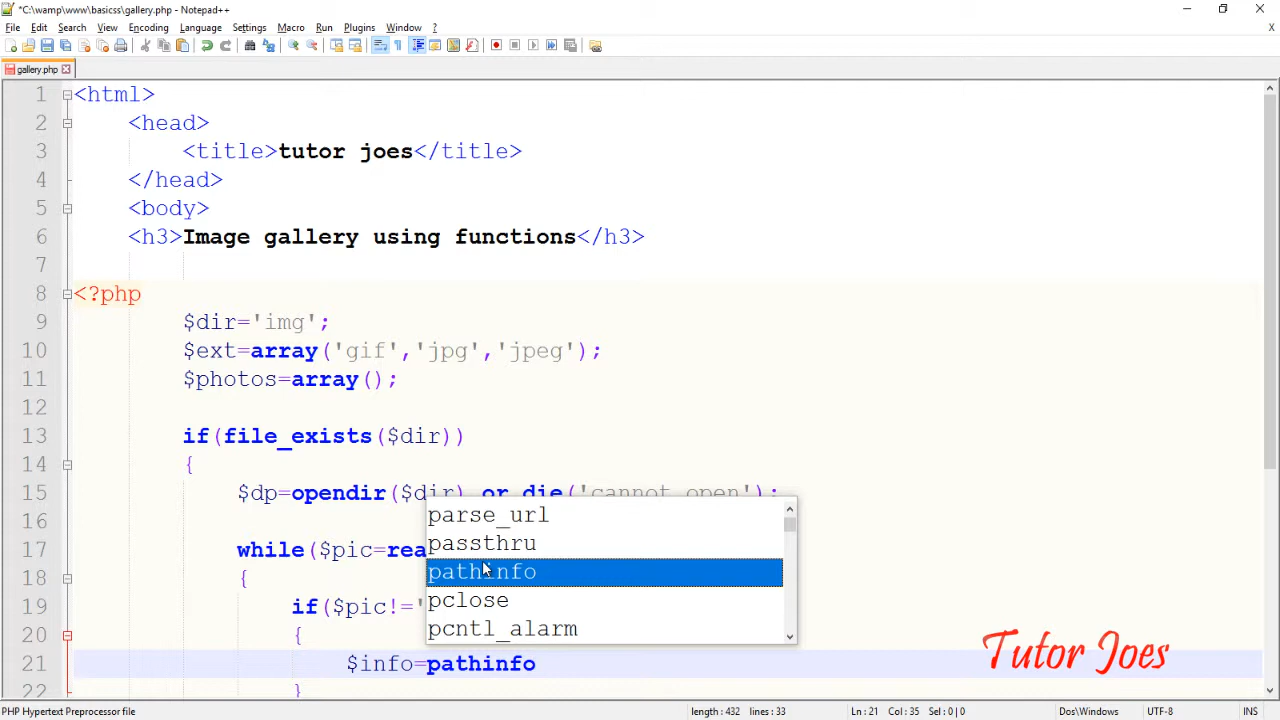 *C:\wamp\www\basicss\gallery.php - Notepad++
File Edit Search View Encoding Language Settings Macro Run Plugins Window ?
X
gallery.php
1 <html>
2 <head>
3 <title>tutor joes</title>
4 </head>
5 <body>
6 <h3>Image gallery using functions</h3>
7
8 <?php
9 $dir='img';
10 $ext=array('gif','jpg','jpeg');
11 $photos=array();
12
13 if(file_exists($dir))
14 {
15 $dp=opendir($dir) or die('cannot open');
16 parse_url
17 while($pic=rea passthru
18 { pathinfo
19 if($pic!=' pclose
20 { pcntl_alarm
21 $info=pathinfo
22 }
Tutor Joes
PHP Hypertext Preprocessor file length : 432 lines : 33 Ln : 21 Col : 35 Sel : 0 | 0 Dos\Windows UTF-8 INS